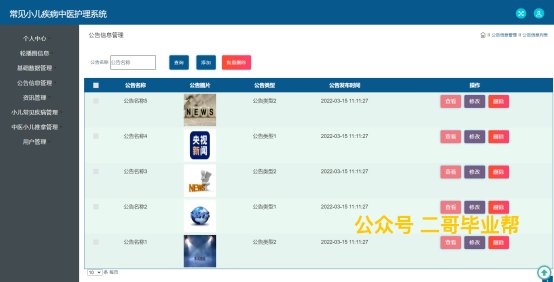 常见小儿疾病中医护理系统
个人中心
轮播图信息
基础数据管理
公告信息管理
资讯管理
小儿常见疾病管理
中医小儿推拿管理
用户管理
公告信息管理
公告信息管理 公告信息列表
公告名称 公告名称 查询 添加 批量删除
公告名称 公告图片 公告类型 公告发布时间 操作
公告名称5 NEWS 公告类型2 2022-03-15 11:11:27 查看 修改 删除
公告名称4 央视新闻 公告类型1 2022-03-15 11:11:27 查看 修改 删除
公告名称3 NEWS 公告类型2 2022-03-15 11:11:27 查看 修改 删除
公告名称2 公告类型1 2022-03-15 11:11:27 查看 修改 删除
公告名称1 公告类型2 2022-03-15 11:11:27 查看 修改 删除
公众号 二哥毕业帮
10 条 每页